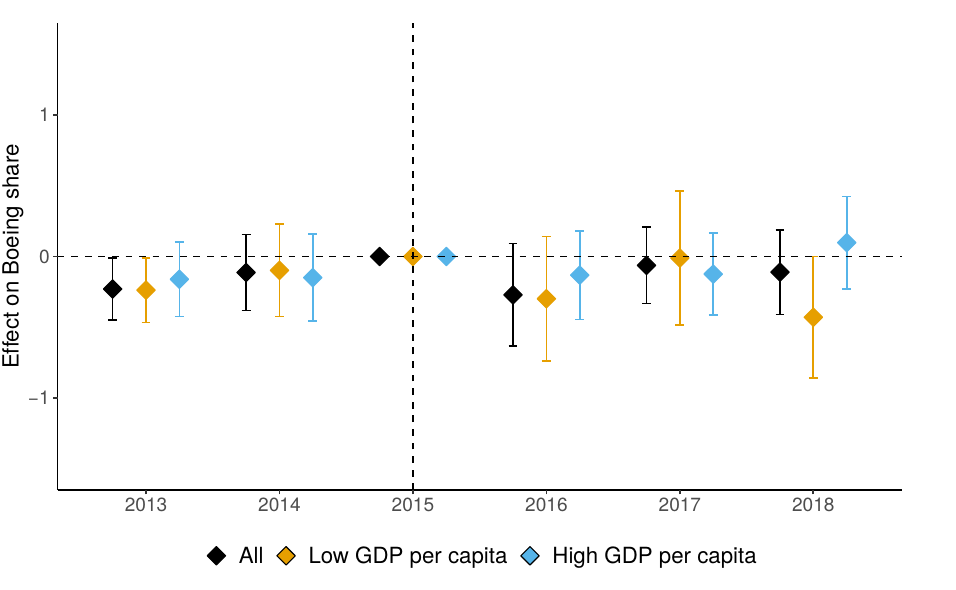 Effect on Boeing share
1
0
−1
2013 2014 2015 2016 2017 2018
All Low GDP per capita High GDP per capita